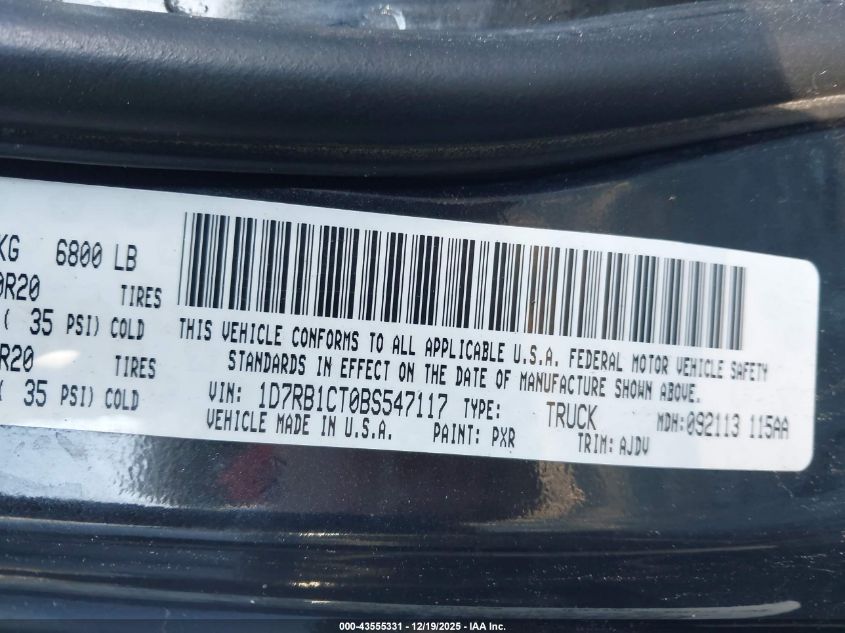 KG 6800 LB
0R20 TIRES
( 35 PSI) COLD
R20 TIRES
( 35 PSI) COLD
THIS VEHICLE CONFORMS TO ALL APPLICABLE U.S.A. FEDERAL MOTOR VEHICLE SAFETY
STANDARDS IN EFFECT ON THE DATE OF MANUFACTURE SHOWN ABOVE.
VIN: 1D7RB1CT0BS547117 TYPE: TRUCK MDH: 092113 115AA
VEHICLE MADE IN U.S.A. PAINT: PXR TRIM: AJDV
000-43555331 - 12/19/2025 - IAA Inc.